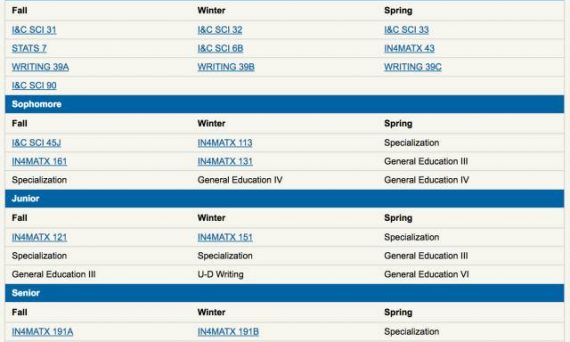 Fall Winter Spring
I&C SCI 31 I&C SCI 32 I&C SCI 33
STATS 7 I&C SCI 6B IN4MATX 43
WRITING 39A WRITING 39B WRITING 39C
I&C SCI 90
Sophomore
Fall Winter Spring
I&C SCI 45J IN4MATX 113 Specialization
IN4MATX 161 IN4MATX 131 General Education III
Specialization General Education IV General Education IV
Junior
Fall Winter Spring
IN4MATX 121 IN4MATX 151 Specialization
Specialization Specialization General Education III
General Education III U-D Writing General Education VI
Senior
Fall Winter Spring
IN4MATX 191A IN4MATX 191B Specialization